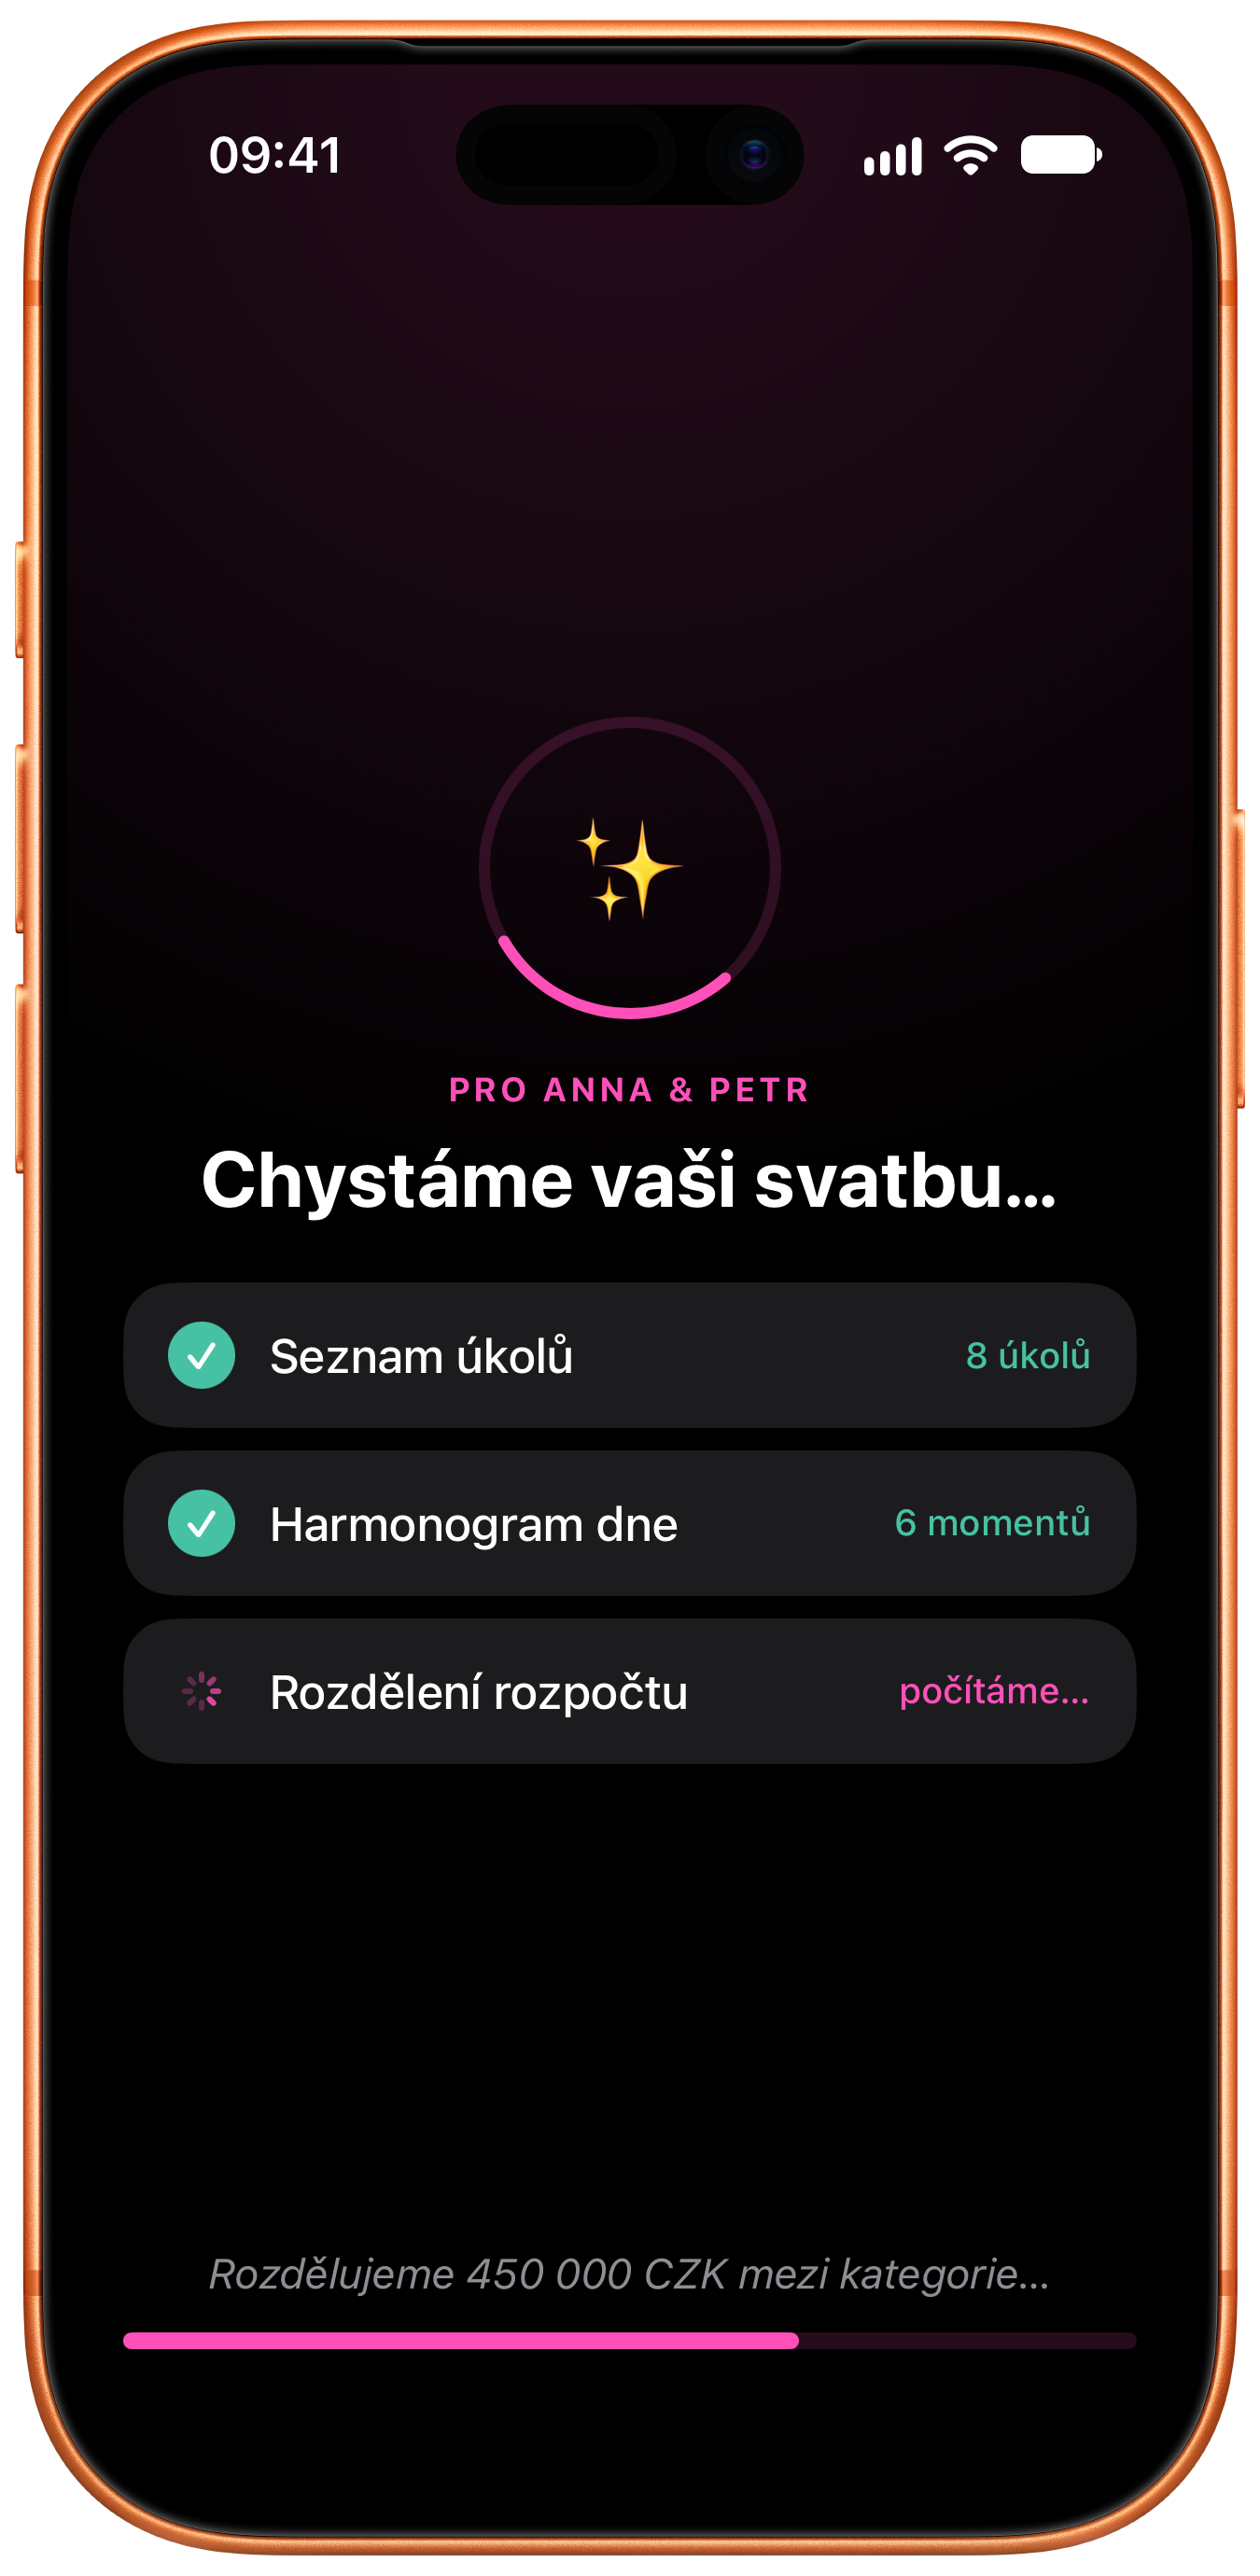 09:41
PRO ANNA & PETR
Chystáme vaši svatbu...
Seznam úkolů
8 úkolů
Harmonogram dne
6 momentů
Rozdělení rozpočtu
počítáme...
Rozdělujeme 450 000 CZK mezi kategorie...